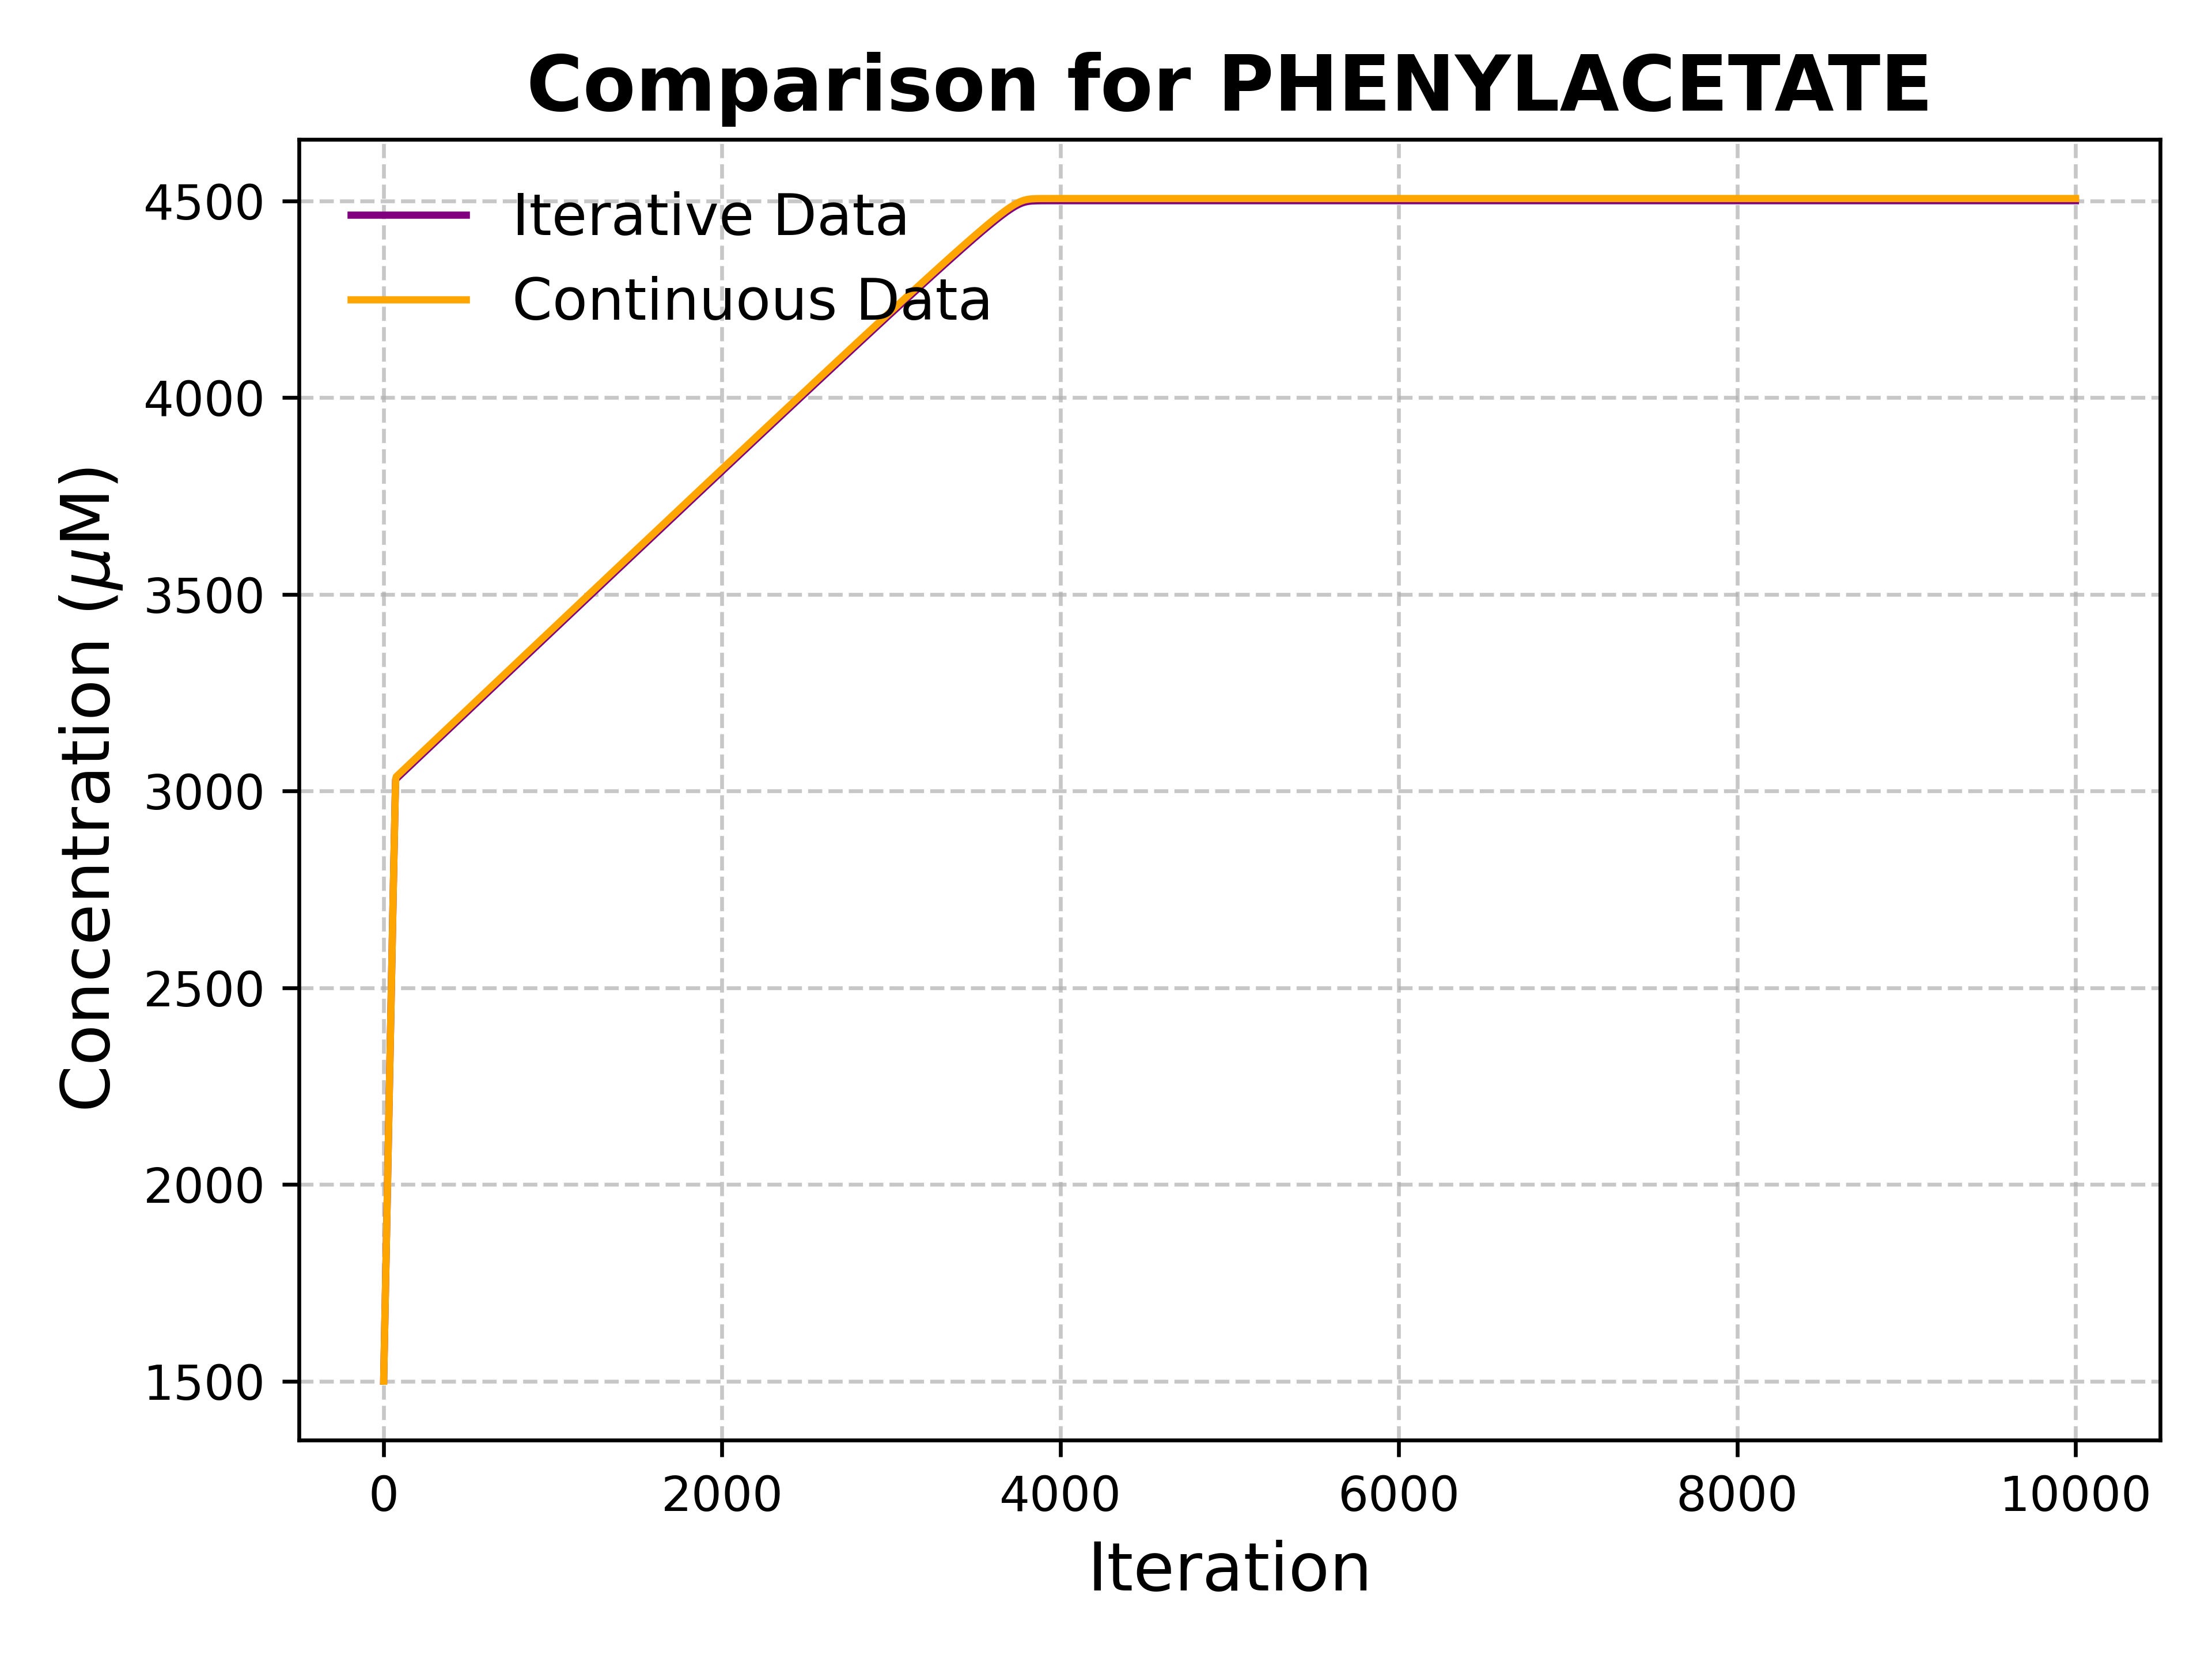 Comparison for PHENYLACETATE
Iterative Data
Continuous Data
4500
4000
3500
3000
2500
2000
1500
Concentration (μM)
0 2000 4000 6000 8000 10000
Iteration